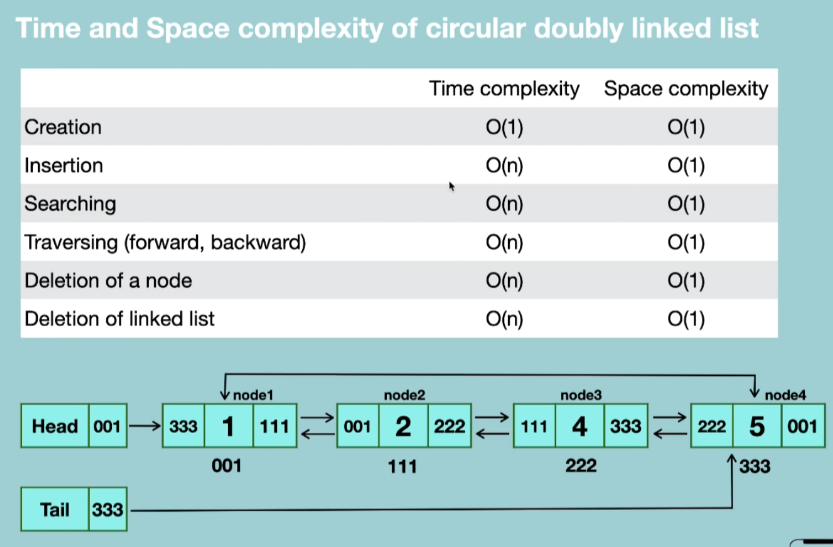 Time and Space complexity of circular doubly linked list
Time complexity Space complexity
Creation O(1) O(1)
Insertion O(n) O(1)
Searching O(n) O(1)
Traversing (forward, backward) O(n) O(1)
Deletion of a node O(n) O(1)
Deletion of linked list O(n) O(1)
node1 node2 node3 node4
Head 001 333 1 111 001 2 222 111 4 333 222 5 001
001 111 222 333
Tail 333